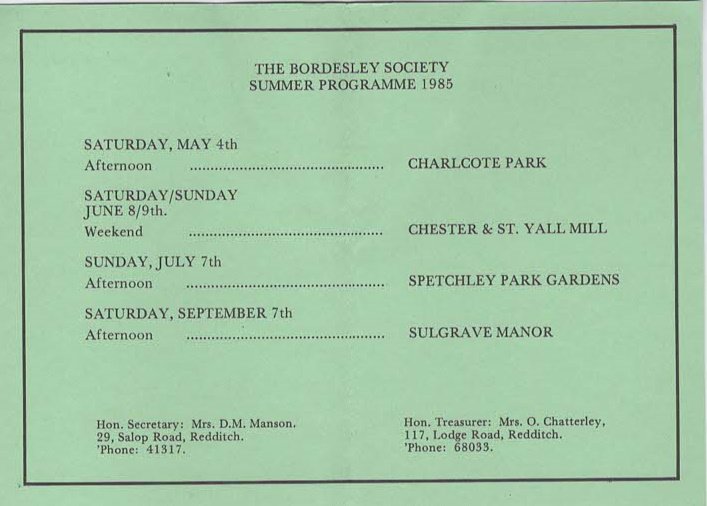 THE BORDESLEY SOCIETY
SUMMER PROGRAMME 1985
SATURDAY, MAY 4th
Afternoon ................................................ CHARLCOTE PARK
SATURDAY/SUNDAY
JUNE 8/9th.
Weekend ................................................ CHESTER & ST. YALL MILL
SUNDAY, JULY 7th
Afternoon ................................................ SPETCHLEY PARK GARDENS
SATURDAY, SEPTEMBER 7th
Afternoon ................................................ SULGRAVE MANOR
Hon. Secretary: Mrs. D.M. Manson.
29, Salop Road, Redditch.
'Phone: 41317.
Hon. Treasurer: Mrs. O. Chatterley,
117, Lodge Road, Redditch.
'Phone: 68033.